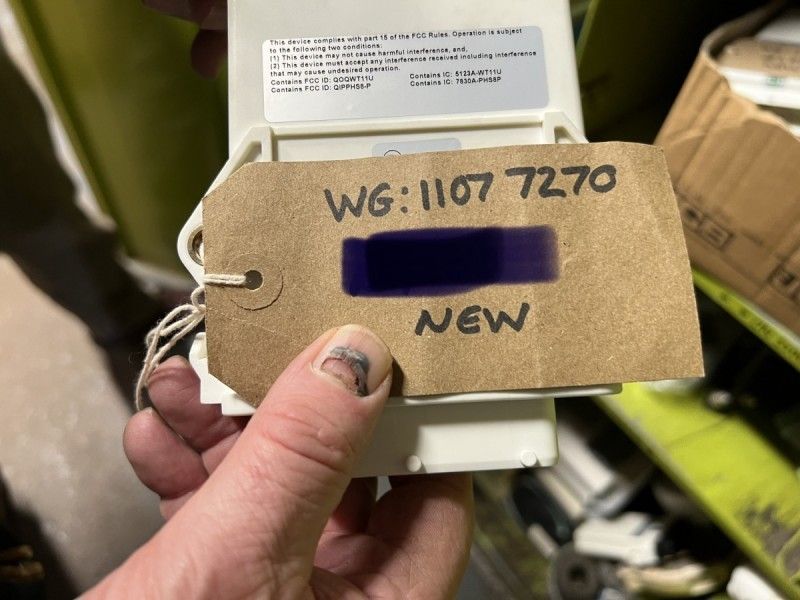 This device complies with part 15 of the FCC Rules. Operation is subject
to the following two conditions:
(1) This device may not cause harmful interference, and,
(2) This device must accept any interference received including interference
that may cause undesired operation.
Contains FCC ID: QOQWT11U Contains IC: 5123A-WT11U
Contains FCC ID: QIPPHS8-P Contains IC: 7830A-PHS8P
WG: 1107 7270
NEW